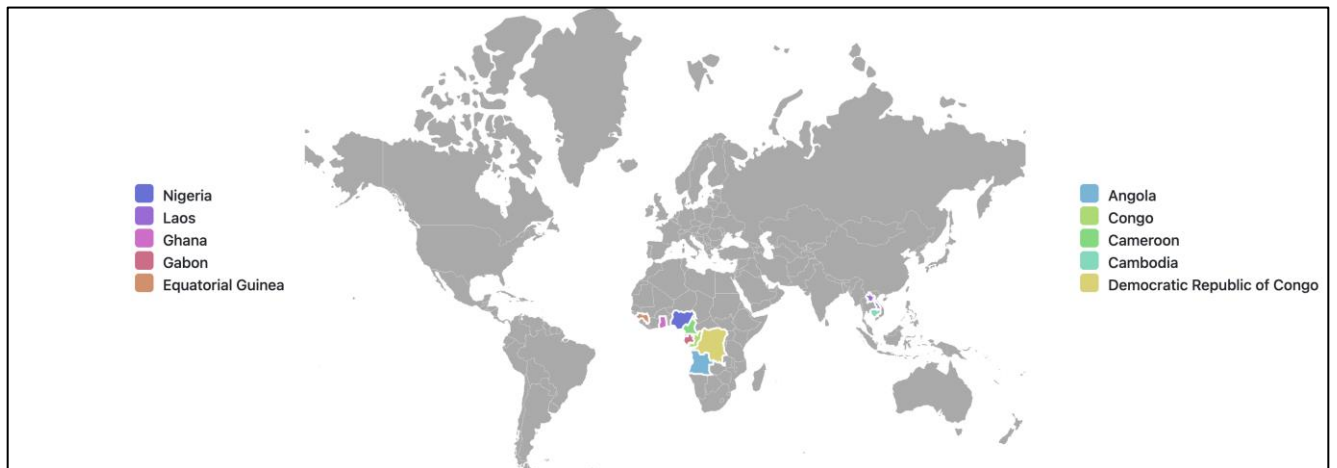 Nigeria
Laos
Ghana
Gabon
Equatorial Guinea
Angola
Congo
Cameroon
Cambodia
Democratic Republic of Congo